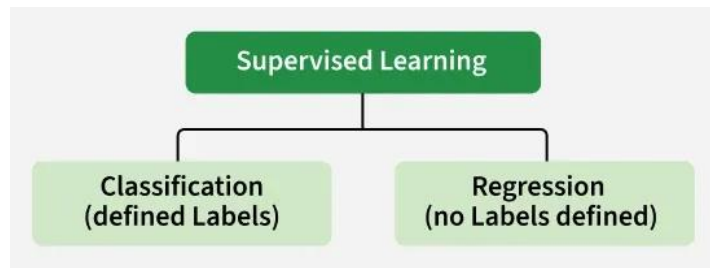 Supervised Learning
Classification
(defined Labels)
Regression
(no Labels defined)